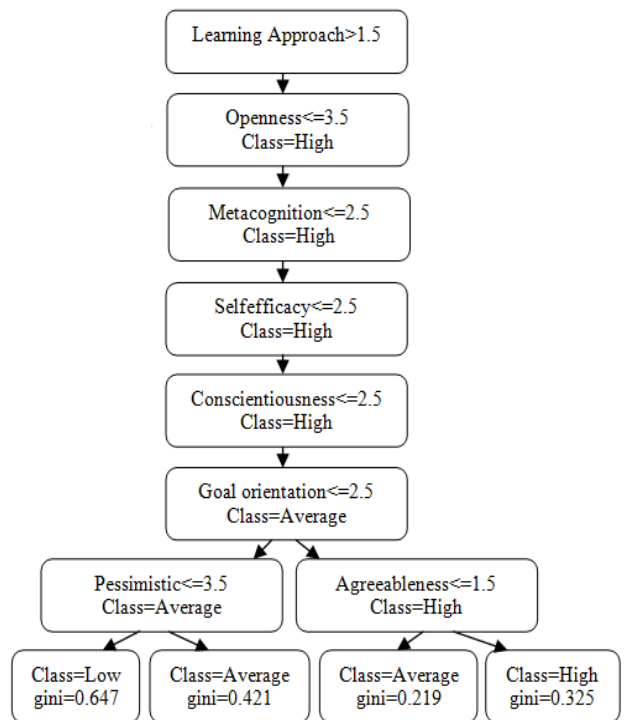 Learning Approach>1.5
Openness<=3.5
Class=High
Metacognition<=2.5
Class=High
Selfefficacy<=2.5
Class=High
Conscientiousness<=2.5
Class=High
Goal orientation<=2.5
Class=Average
Pessimistic<=3.5
Class=Average
Agreeableness<=1.5
Class=High
Class=Low
gini=0.647
Class=Average
gini=0.421
Class=Average
gini=0.219
Class=High
gini=0.325